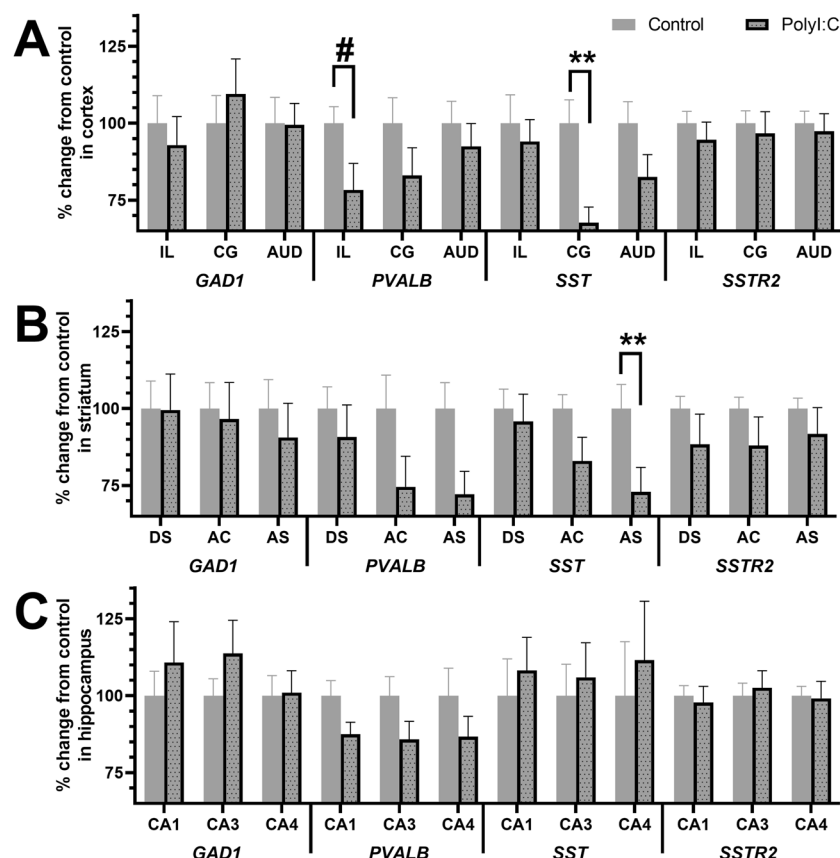 A
Control PolyI:C
% change from control
in cortex
125
100
75
#
**
IL CG AUD IL CG AUD IL CG AUD IL CG AUD
GAD1 PVALB SST SSTR2
B
% change from control
in striatum
125
100
75
**
DS AC AS DS AC AS DS AC AS DS AC AS
GAD1 PVALB SST SSTR2
C
% change from control
in hippocampus
125
100
75
CA1 CA3 CA4 CA1 CA3 CA4 CA1 CA3 CA4 CA1 CA3 CA4
GAD1 PVALB SST SSTR2